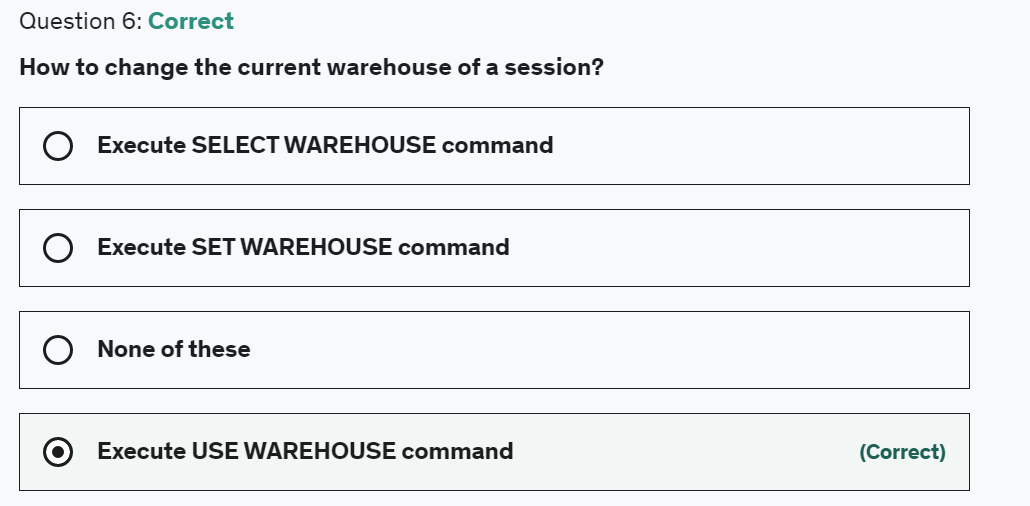 Question 6: Correct
How to change the current warehouse of a session?
Execute SELECT WAREHOUSE command
Execute SET WAREHOUSE command
None of these
Execute USE WAREHOUSE command (Correct)